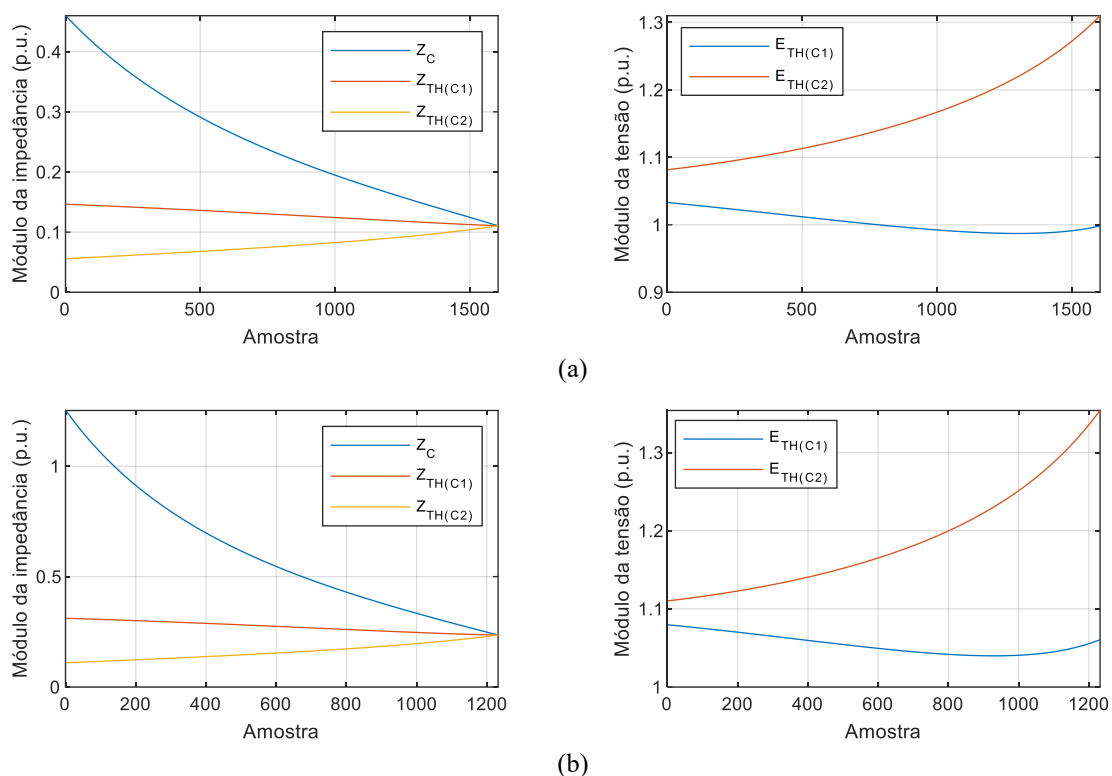 Módulo da impedância (p.u.)
0.4
0.3
0.2
0.1
0
Z_C
Z_TH(C1)
Z_TH(C2)
0 500 1000 1500
Amostra
Módulo da tensão (p.u.)
1.3
1.2
1.1
1
0.9
E_TH(C1)
E_TH(C2)
0 500 1000 1500
Amostra
(a)
Módulo da impedância (p.u.)
1
0.5
0
Z_C
Z_TH(C1)
Z_TH(C2)
0 200 400 600 800 1000 1200
Amostra
Módulo da tensão (p.u.)
1.3
1.2
1.1
1
E_TH(C1)
E_TH(C2)
0 200 400 600 800 1000 1200
Amostra
(b)